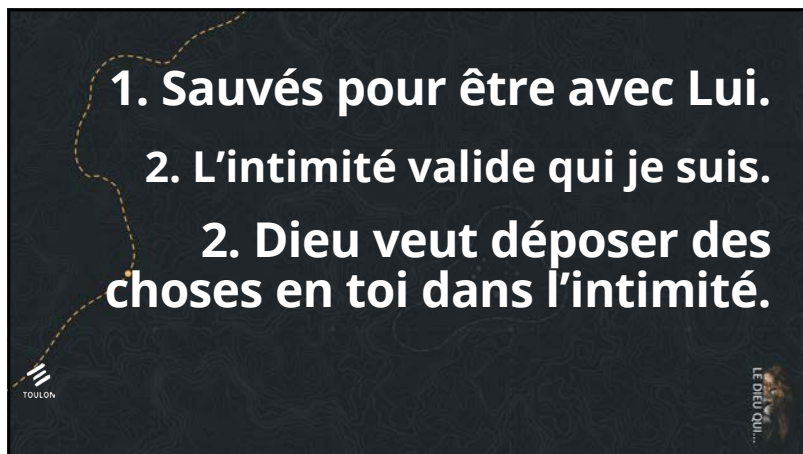 1. Sauvés pour être avec Lui.
2. L’intimité valide qui je suis.
2. Dieu veut déposer des
choses en toi dans l’intimité.
TOULON
LE DIEU QUI...